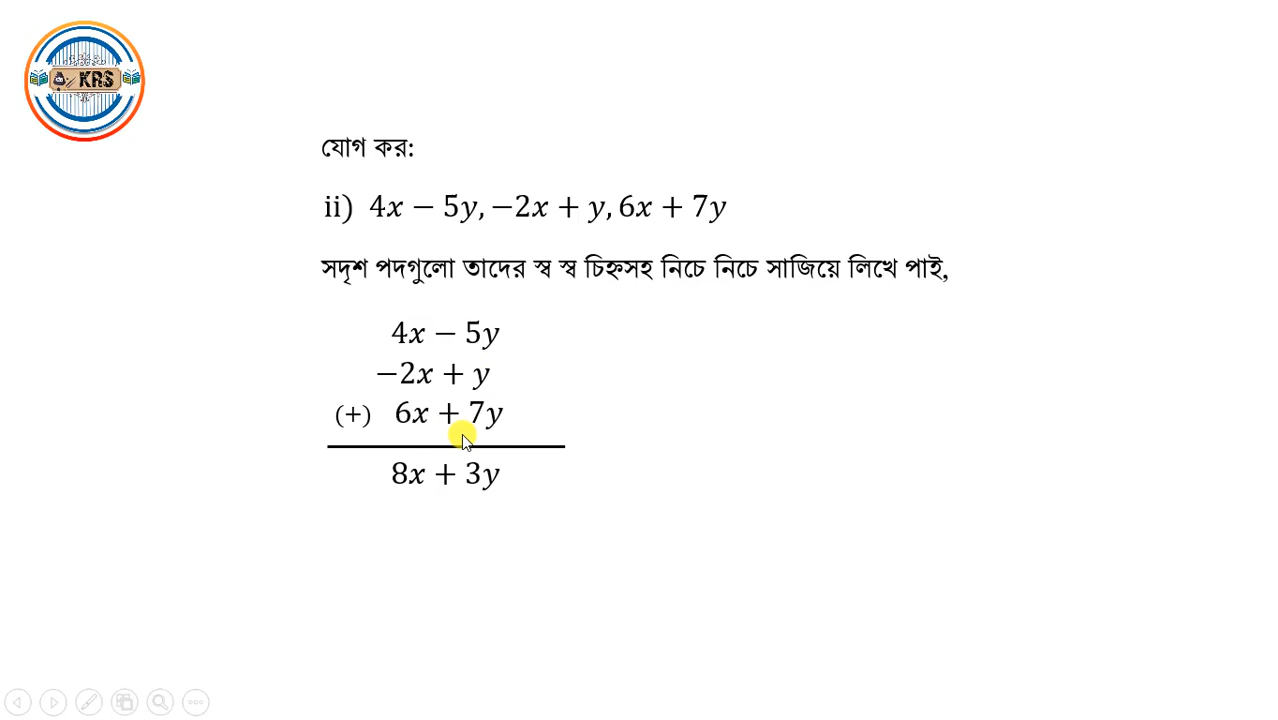 KRS
যোগ কর:
ii) 4x − 5y, −2x + y, 6x + 7y
সদৃশ পদগুলো তাদের স্ব স্ব চিহ্নসহ নিচে নিচে সাজিয়ে লিখে পাই,
4x − 5y
−2x + y
(+) 6x + 7y
8x + 3y